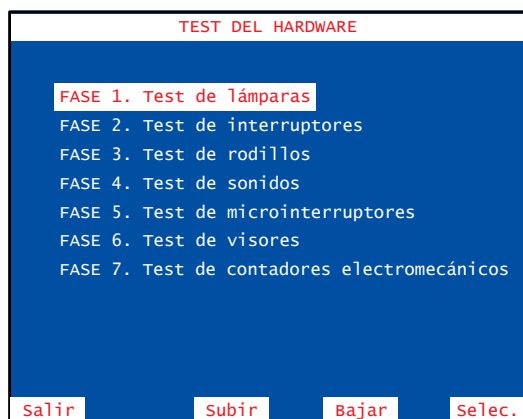 TEST DEL HARDWARE
FASE 1. Test de lámparas
FASE 2. Test de interruptores
FASE 3. Test de rodillos
FASE 4. Test de sonidos
FASE 5. Test de microinterruptores
FASE 6. Test de visores
FASE 7. Test de contadores electromecánicos
Salir Subir Bajar Selec.